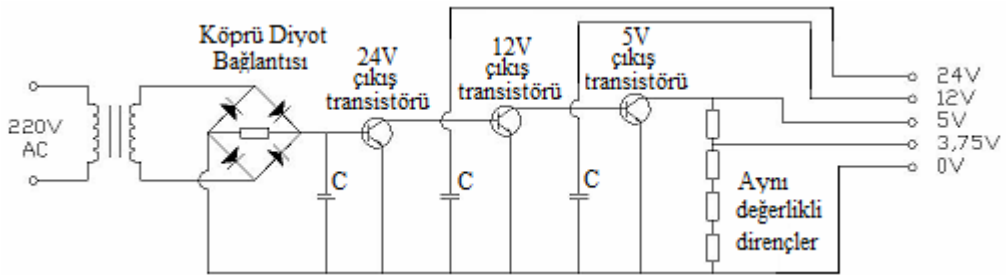 Köprü Diyot
Bağlantısı
24V
çıkış
transistörü
12V
çıkış
transistörü
5V
çıkış
transistörü
220V
AC
C
C
C
24V
12V
5V
3,75V
0V
Aynı
değerlikli
dirençler